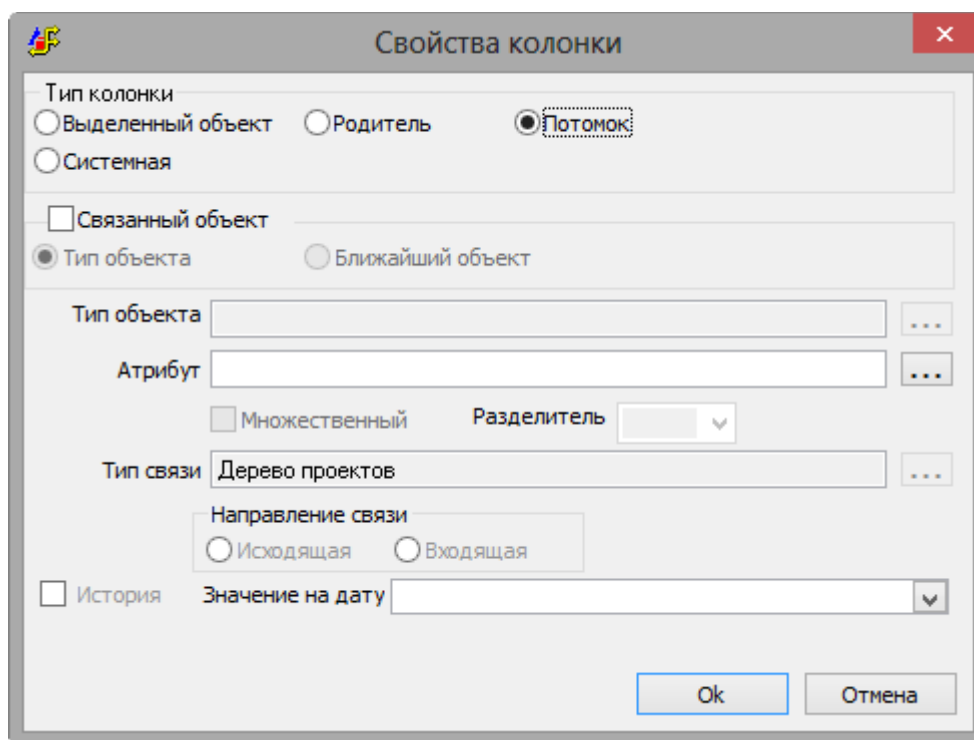 Свойства колонки
Тип колонки
Выделенный объект Родитель Потомок
Системная
Связанный объект
Тип объекта Ближайший объект
Тип объекта ...
Атрибут ...
Множественный Разделитель
Тип связи Дерево проектов ...
Направление связи
Исходящая Входящая
История Значение на дату
Ok Отмена